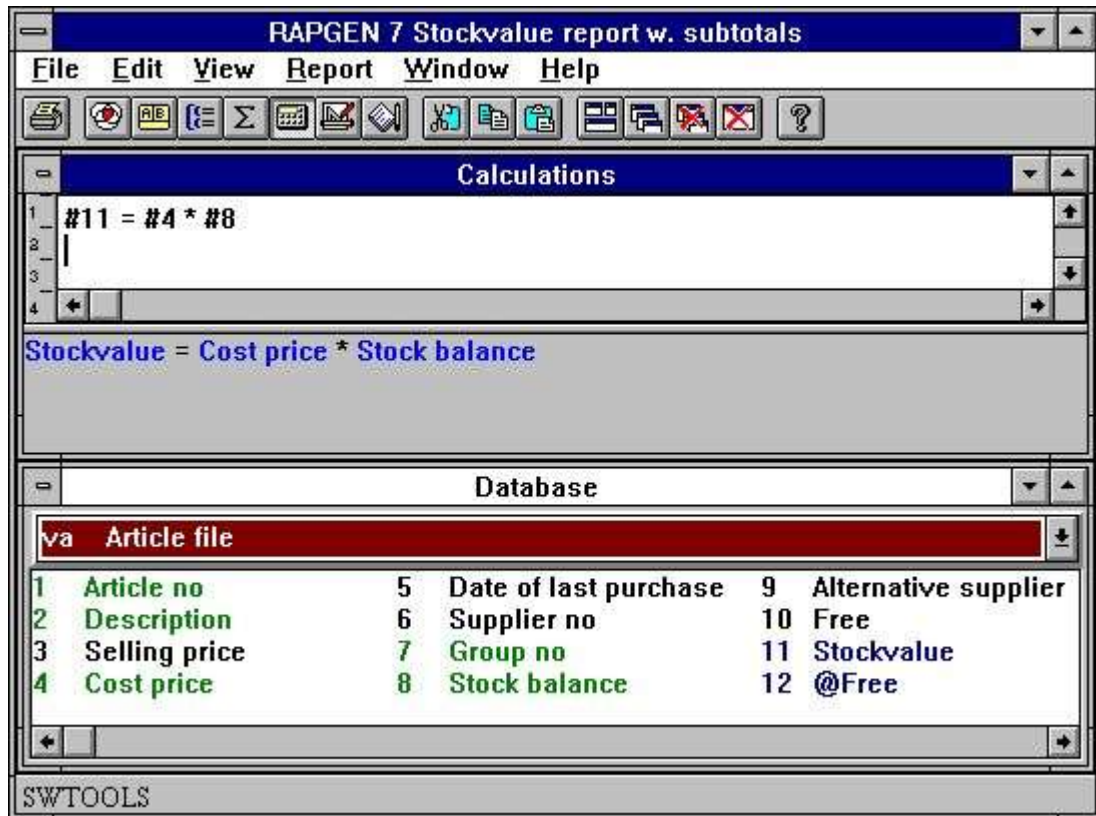 RAPGEN 7 Stockvalue report w. subtotals
File Edit View Report Window Help
Calculations
1 #11 = #4 * #8
2
3
4
Stockvalue = Cost price * Stock balance
Database
va Article file
1 Article no 5 Date of last purchase 9 Alternative supplier
2 Description 6 Supplier no 10 Free
3 Selling price 7 Group no 11 Stockvalue
4 Cost price 8 Stock balance 12 @Free
SWTOOLS